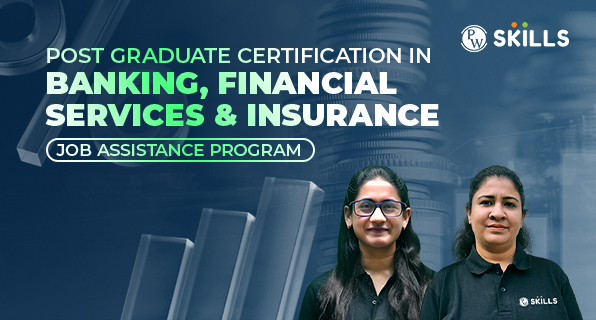 PW SKILLS
POST GRADUATE CERTIFICATION IN
BANKING, FINANCIAL
SERVICES & INSURANCE
JOB ASSISTANCE PROGRAM
SKILLS